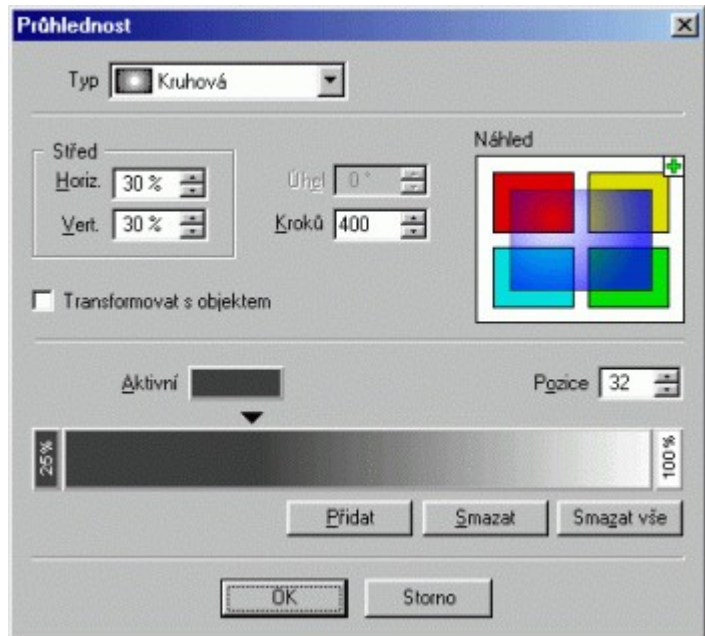 Průhlednost
Typ Kruhová
Střed
Náhled
Horiz. 30 % Úhel 0 °
Vert. 30 % Kroků 400
Transformovat s objektem
Aktivní Pozice 32
25% 100%
Přidat Smazat Smazat vše
OK Storno